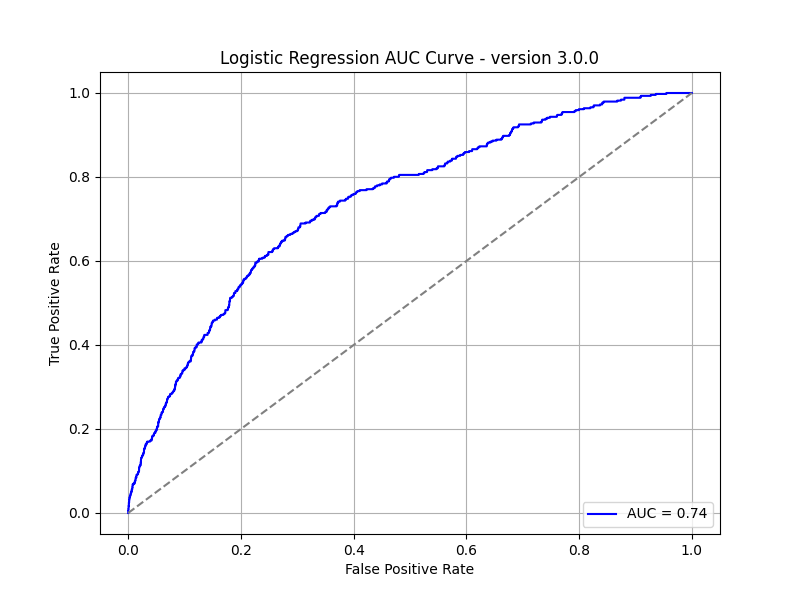 Logistic Regression AUC Curve - version 3.0.0
1.0
0.8
0.6
0.4
0.2
0.0
True Positive Rate
AUC = 0.74
0.0 0.2 0.4 0.6 0.8 1.0
False Positive Rate